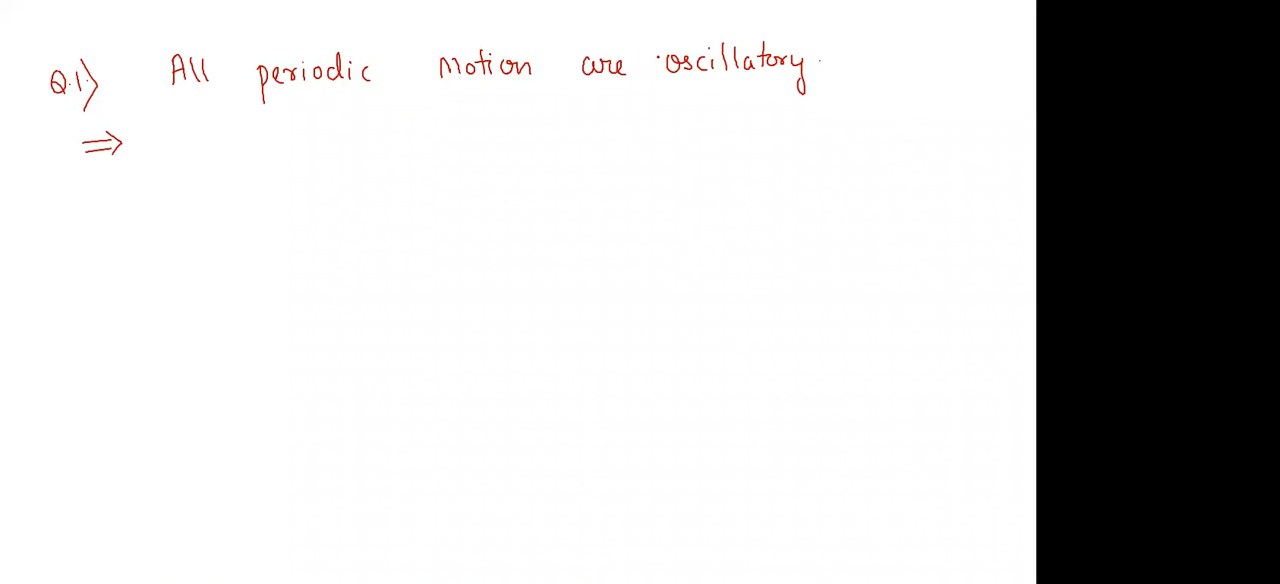 Q.1.) All periodic motion are oscillatory.
⇒